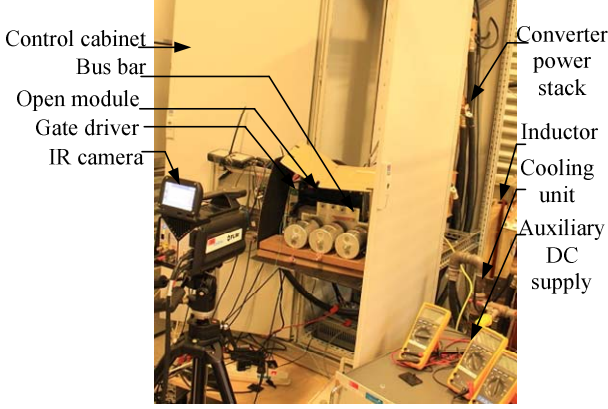 Control cabinet
Bus bar
Open module
Gate driver
IR camera
Converter
power
stack
Inductor
Cooling
unit
Auxiliary
DC
supply
FLIR